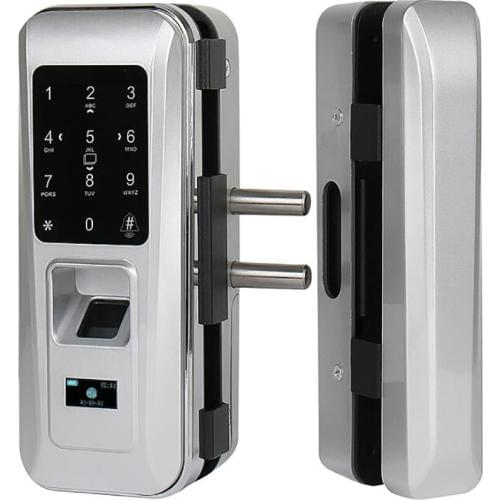 1 2 3
ABC DEF
4 5 6
GHI JKL MNO
7 8 9
PQRS TUV WXYZ
* 0 #